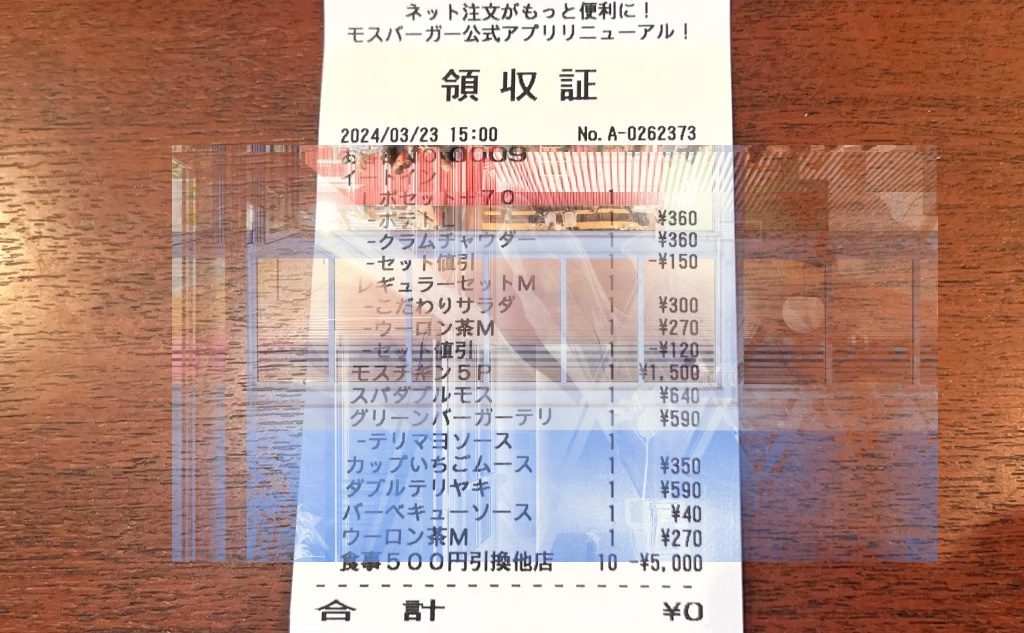 ネット注文がもっと便利に!
モスバーガー公式アプリリニューアル!
領収証
2024/03/23 15:00 No. A-0262373
0009
イートイン
ポセット+70 1
-ポテト 1 ¥360
-クラムチャウダー 1 ¥360
-セット値引 1 -¥150
レギュラーセットM 1
-こだわりサラダ 1 ¥300
-ウーロン茶M 1 ¥270
-セット値引 1 -¥120
モスチキン5P 1 ¥1,500
スパダブルモス 1 ¥640
グリーンバーガーテリ 1 ¥590
-テリマヨソース 1
カップいちごムース 1 ¥350
ダブルテリヤキ 1 ¥590
バーベキューソース 1 ¥40
ウーロン茶M 1 ¥270
食事500円引換他店 10 -¥5,000
合計 ¥0